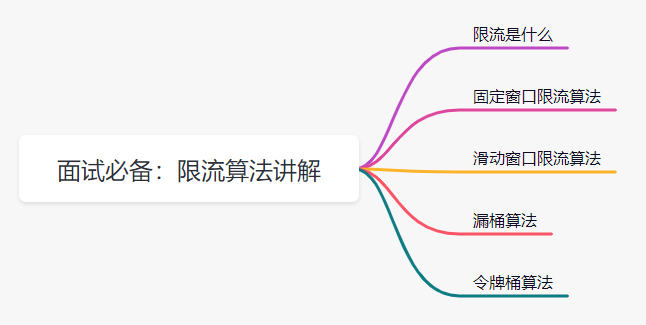 面试必备：限流算法讲解
限流是什么
固定窗口限流算法
滑动窗口限流算法
漏桶算法
令牌桶算法